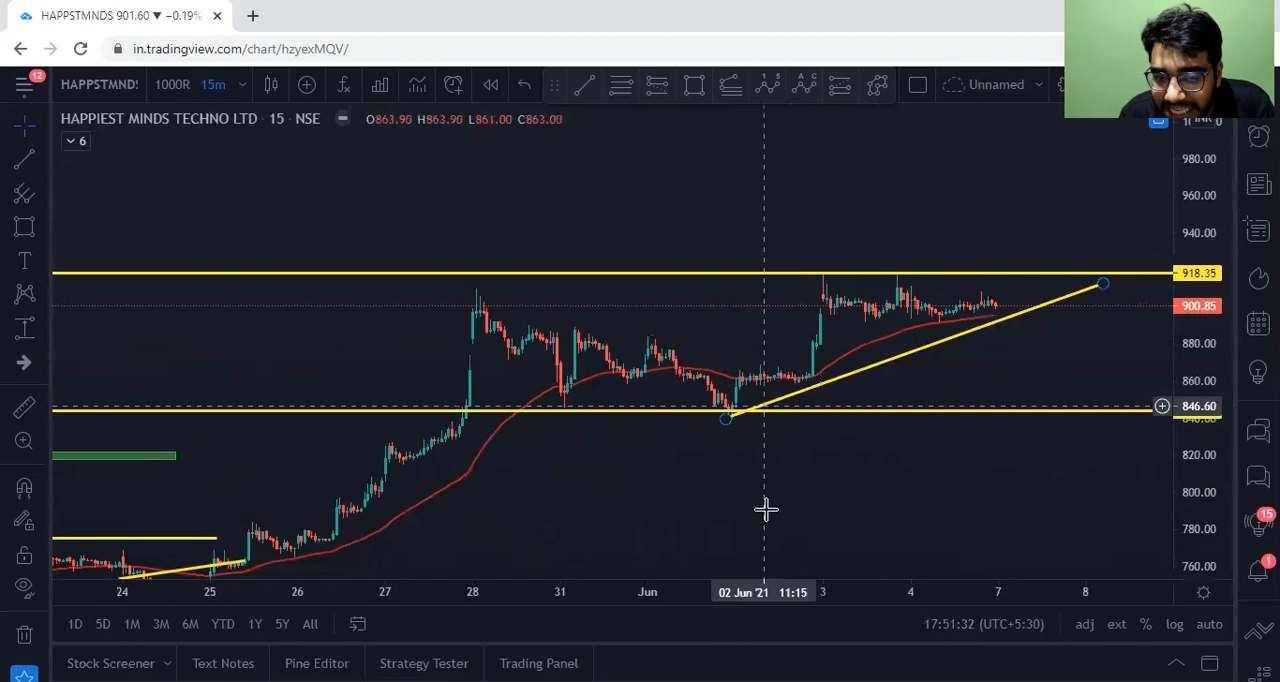 HAPPSTMNDS 901.60 ▼ −0.19%
in.tradingview.com/chart/hzyexMQV/
12
HAPPSTMND: 1000R 15m
Unnamed
HAPPIEST MINDS TECHNO LTD · 15 · NSE O863.90 H863.90 L861.00 C863.00
6
980.00
960.00
940.00
918.35
900.85
880.00
860.00
846.60
820.00
800.00
780.00
760.00
15
1
24 25 26 27 28 31 Jun 02 Jun '21 11:15 3 4 7 8
1D 5D 1M 3M 6M YTD 1Y 5Y All 17:51:32 (UTC+5:30) adj ext % log auto
Stock Screener Text Notes Pine Editor Strategy Tester Trading Panel